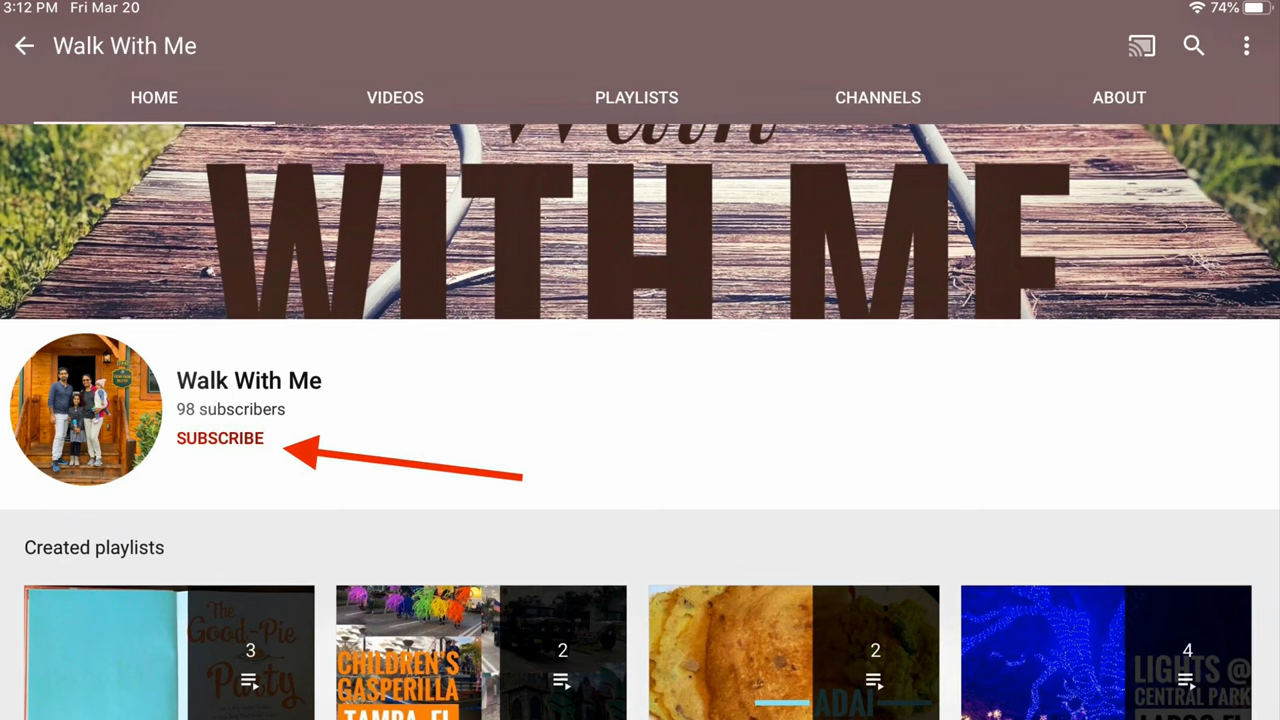 3:12 PM Fri Mar 20
74%
Walk With Me
HOME VIDEOS PLAYLISTS CHANNELS ABOUT
Walk
WITH ME
Walk With Me
98 subscribers
SUBSCRIBE
Created playlists
The
Good-Pie
Party
3
CHILDREN'S
GASPERILLA
TAMPA, FL
2
2
ADAI
4
LIGHTS @
CENTRAL PARK